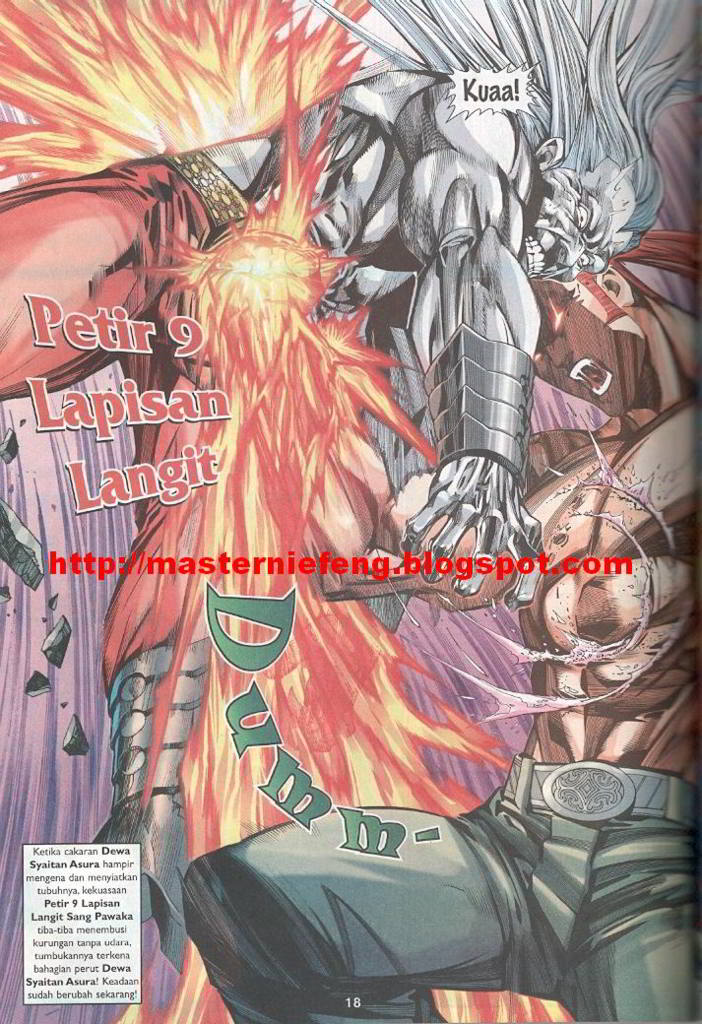 Kuaa!
Petir 9
Lapisan
Langit
http://masterniefeng.blogspot.com
Dumm-
Ketika cakaran Dewa
Syaitan Asura hampir
mengena dan menyiatkan
tubuhnya, kekuasaan
Petir 9 Lapisan
Langit Sang Pawaka
tiba-tiba menembusi
kurungan tanpa udara,
tumbukannya terkena
bahagian perut Dewa
Syaitan Asura! Keadaan
sudah berubah sekarang!
18